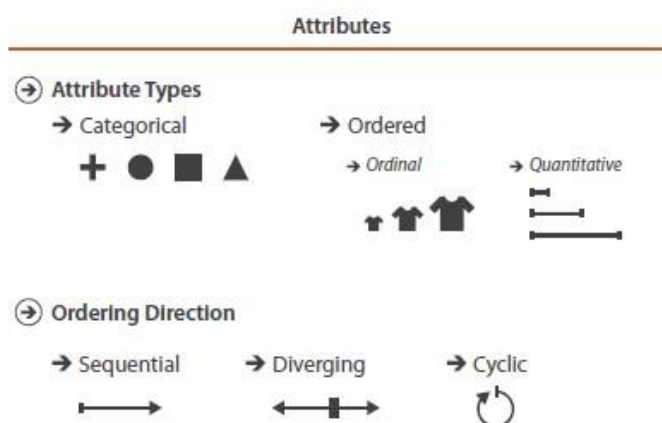 Attributes
Attribute Types
Categorical
Ordered
Ordinal
Quantitative
Ordering Direction
Sequential
Diverging
Cyclic